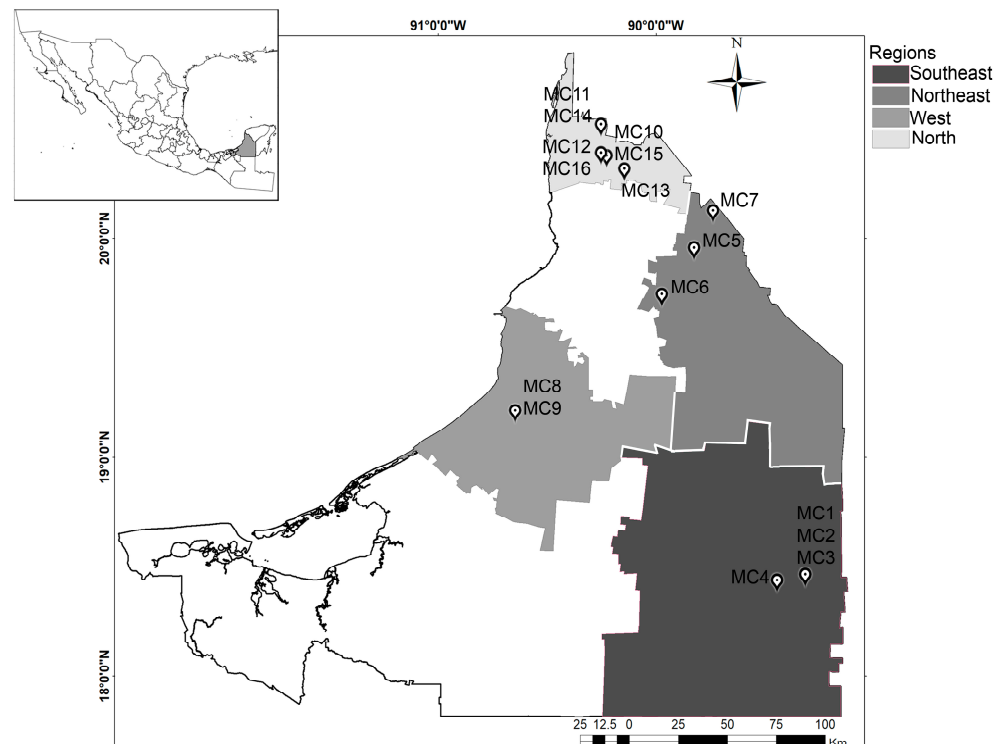 91°0'0"W
90°0'0"W
N
Regions
Southeast
Northeast
West
North
MC11
MC14
MC10
MC12
MC15
MC16
MC13
MC7
20°0'0"N
MC5
MC6
MC8
MC9
19°0'0"N
MC1
MC2
MC3
MC4
18°0'0"N
25 12.5 0 25 50 75 100
Km